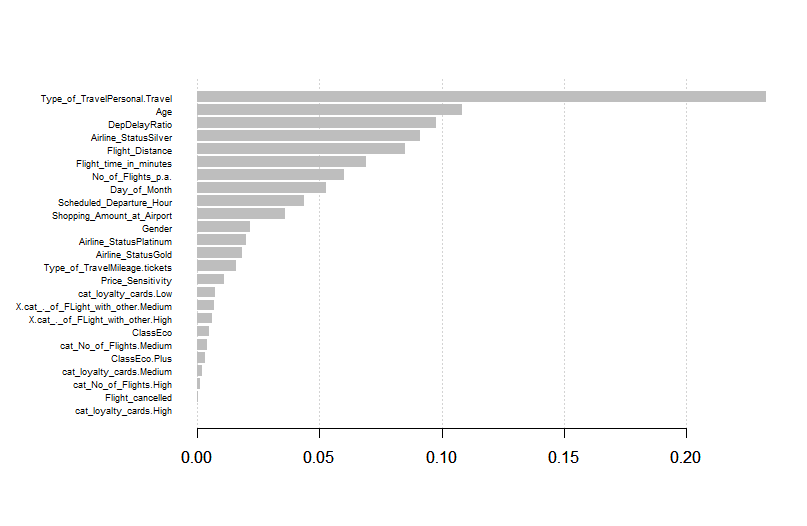 Type_of_TravelPersonal.Travel
Age
DepDelayRatio
Airline_StatusSilver
Flight_Distance
Flight_time_in_minutes
No_of_Flights_p.a.
Day_of_Month
Scheduled_Departure_Hour
Shopping_Amount_at_Airport
Gender
Airline_StatusPlatinum
Airline_StatusGold
Type_of_TravelMileage.tickets
Price_Sensitivity
cat_loyalty_cards.Low
X.cat_._of_FLight_with_other.Medium
X.cat_._of_FLight_with_other.High
ClassEco
cat_No_of_Flights.Medium
ClassEco.Plus
cat_loyalty_cards.Medium
cat_No_of_Flights.High
Flight_cancelled
cat_loyalty_cards.High
0.00 0.05 0.10 0.15 0.20